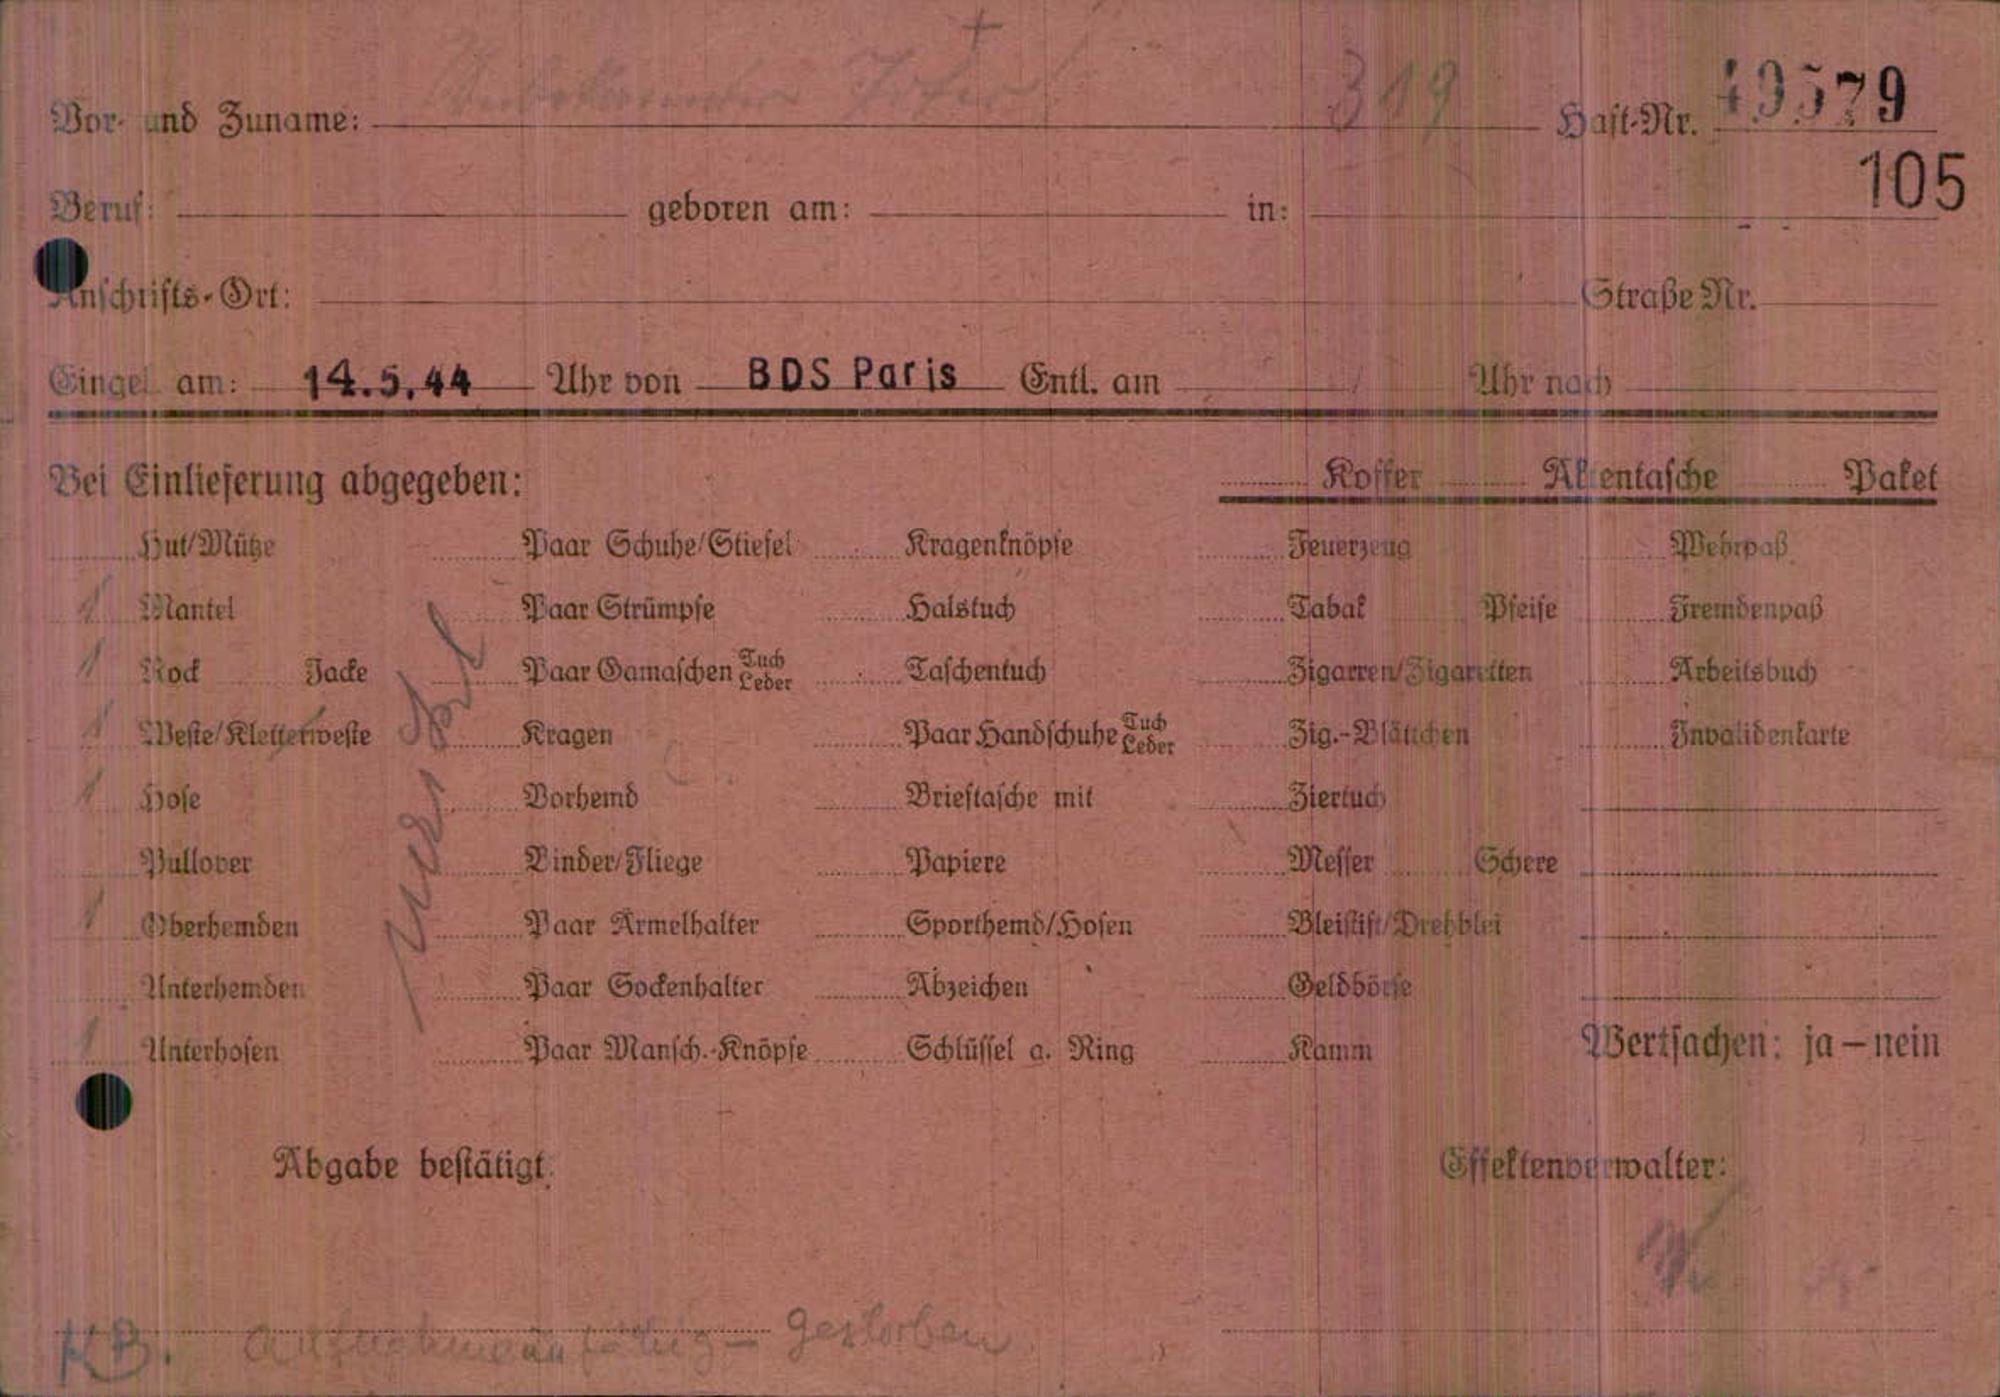 Vor- und Zuname: Unbekannter Toter 319 Haft-Nr. 49579
105
Beruf: geboren am: in:
Anschrifts-Ort: Straße Nr.
Eingel. am: 14.5.44 Uhr von BDS Paris Entl. am Uhr nach
Bei Einlieferung abgegeben: Koffer Aktentasche Paket
Hut/Mütze Paar Schuhe/Stiefel Kragenknöpfe Feuerzeug Wehrpaß
1 Mantel Paar Strümpfe Halstuch Tabak Pfeife Fremdenpaß
1 Rock Jacke Paar Gamaschen Tuch Leder Taschentuch Zigarren/Zigaretten Arbeitsbuch
1 Weste/Kletterweste Kragen Paar Handschuhe Tuch Leder Zig.-Blättchen Invalidenkarte
1 Hose Vorhemd Brieftasche mit Ziertuch
Pullover Binder/Fliege Papiere Messer Schere
1 Oberhemden Paar Ärmelhalter Sporthemd/Hosen Bleistift/Drehblei
Unterhemden Paar Sockenhalter Abzeichen Geldbörse
1 Unterhosen Paar Mansch.-Knöpfe Schlüssel a. Ring Kamm Wertsachen: ja – nein
Abgabe bestätigt: Effektenverwalter:
KB. Aufnahmeunfähig – gestorben